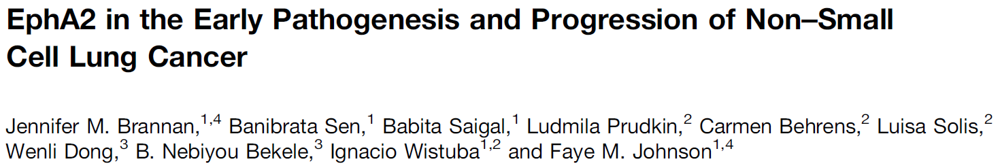 EphA2 in the Early Pathogenesis and Progression of Non–Small
Cell Lung Cancer
Jennifer M. Brannan,1,4 Banibrata Sen,1 Babita Saigal,1 Ludmila Prudkin,2 Carmen Behrens,2 Luisa Solis,2
Wenli Dong,3 B. Nebiyou Bekele,3 Ignacio Wistuba1,2 and Faye M. Johnson1,4